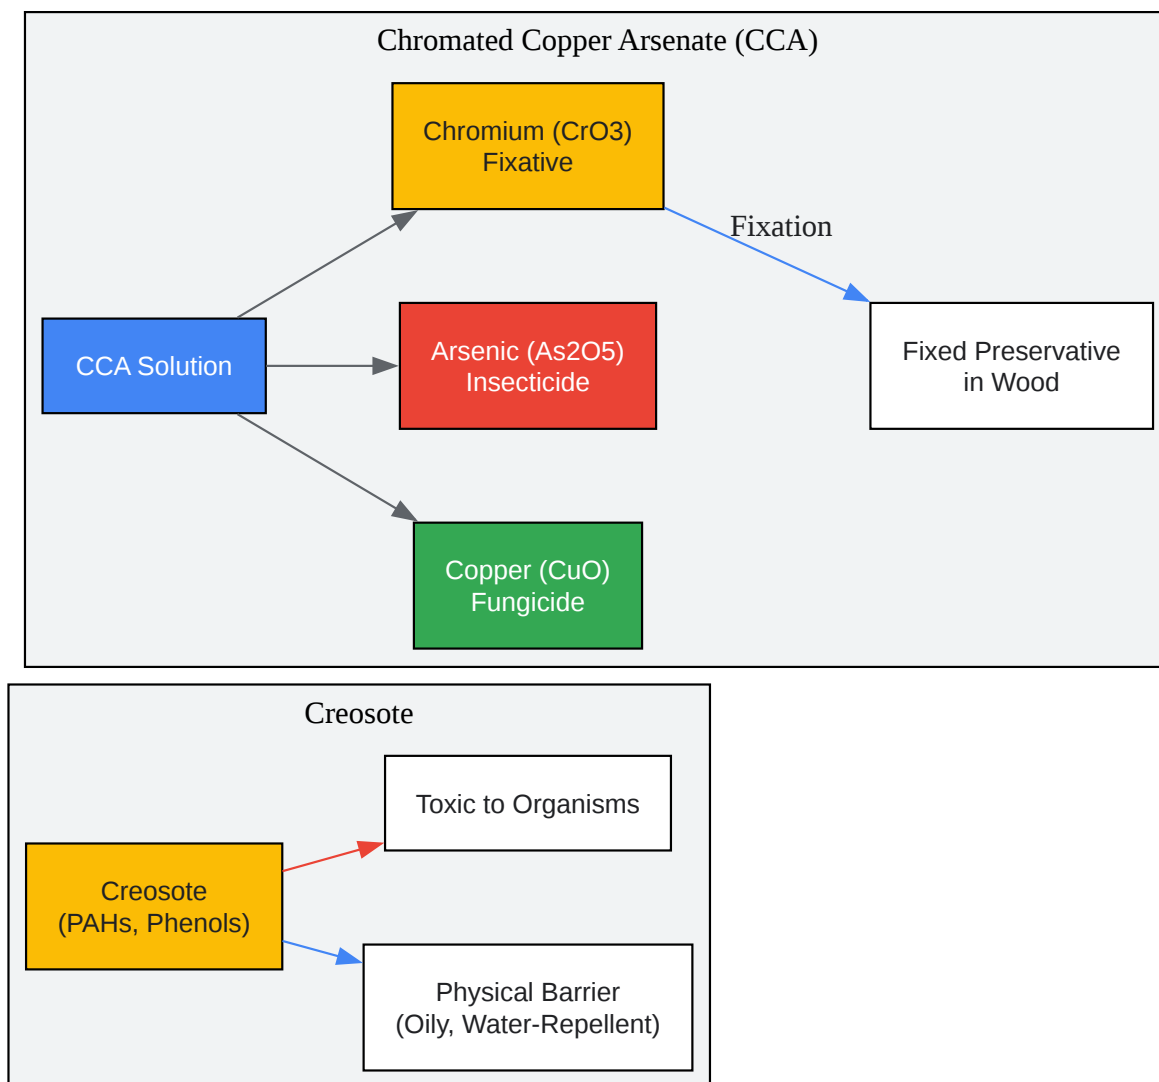 Chromated Copper Arsenate (CCA)
Chromium (CrO3)
Fixative
Fixation
CCA Solution
Arsenic (As2O5)
Insecticide
Fixed Preservative
in Wood
Copper (CuO)
Fungicide
Creosote
Toxic to Organisms
Creosote
(PAHs, Phenols)
Physical Barrier
(Oily, Water-Repellent)